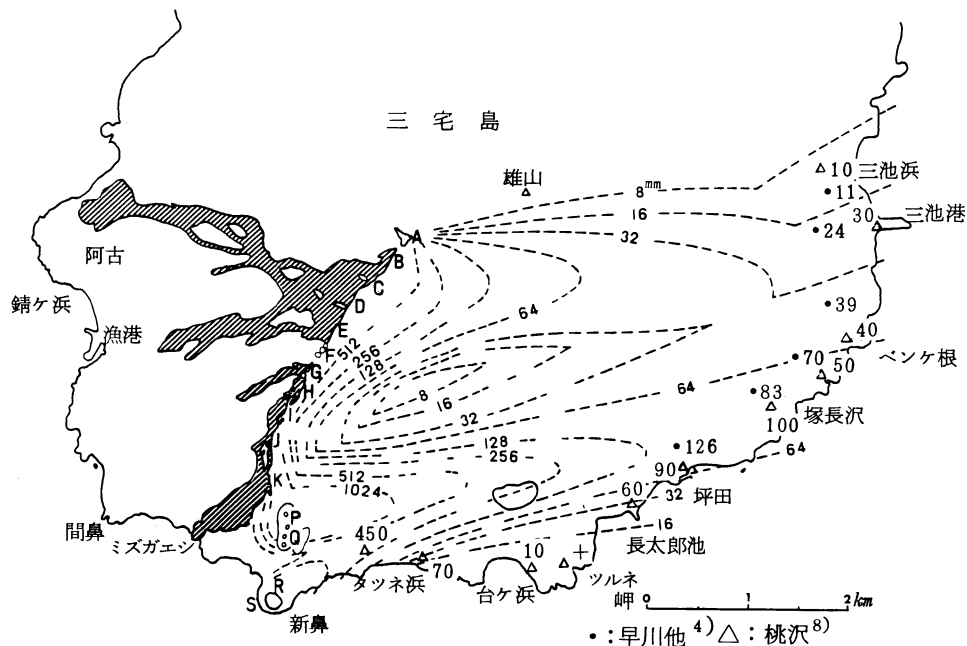 三宅島
雄山
8mm
16
32
64
△10 三池浜
11
30 三池港
24
39
40
ベンケ根
70
50
83
100
塚長沢
126
90
坪田
64
32
60
長太郎池
16
阿古
錆ケ浜
漁港
間鼻
ミズガエシ
A
B
C
D
E
F
G
H
I
J
K
P
Q
R
S
512
256
128
8
16
32
64
128
256
512
1024
450
70
タツネ浜
10
台ケ浜
+
ツルネ
岬
新鼻
0 1 2km
•:早川他4) △:桃沢8)